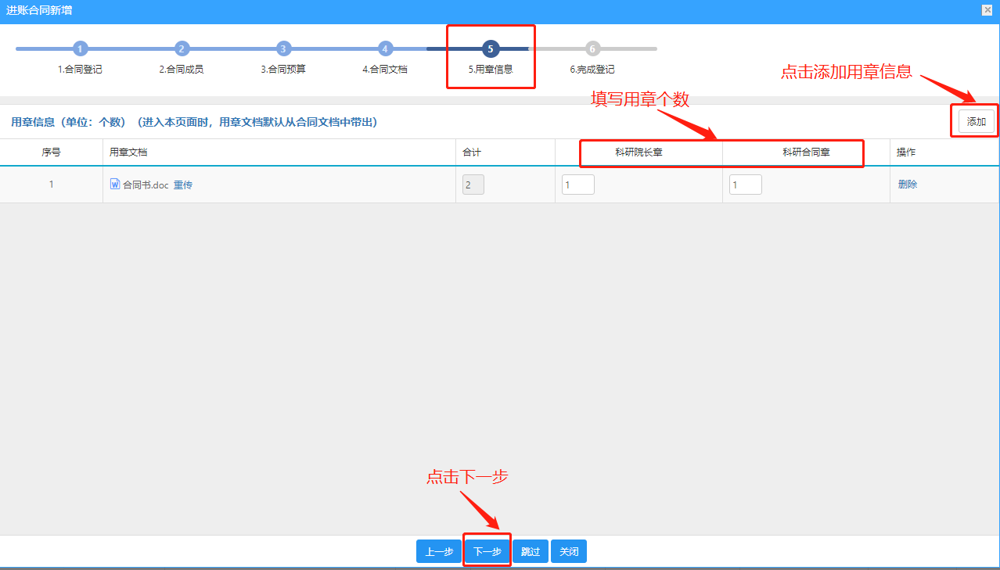 进账合同新增
1 2 3 4 5 6
1.合同登记 2.合同成员 3.合同预算 4.合同文档 5.用章信息 6.完成登记
点击添加用章信息
填写用章个数
用章信息（单位：个数）（进入本页面时，用章文档默认从合同文档中带出） 添加
序号 用章文档 合计 科研院长章 科研合同章 操作
1 合同书.doc 重传 2 1 1 删除
点击下一步
上一步 下一步 跳过 关闭